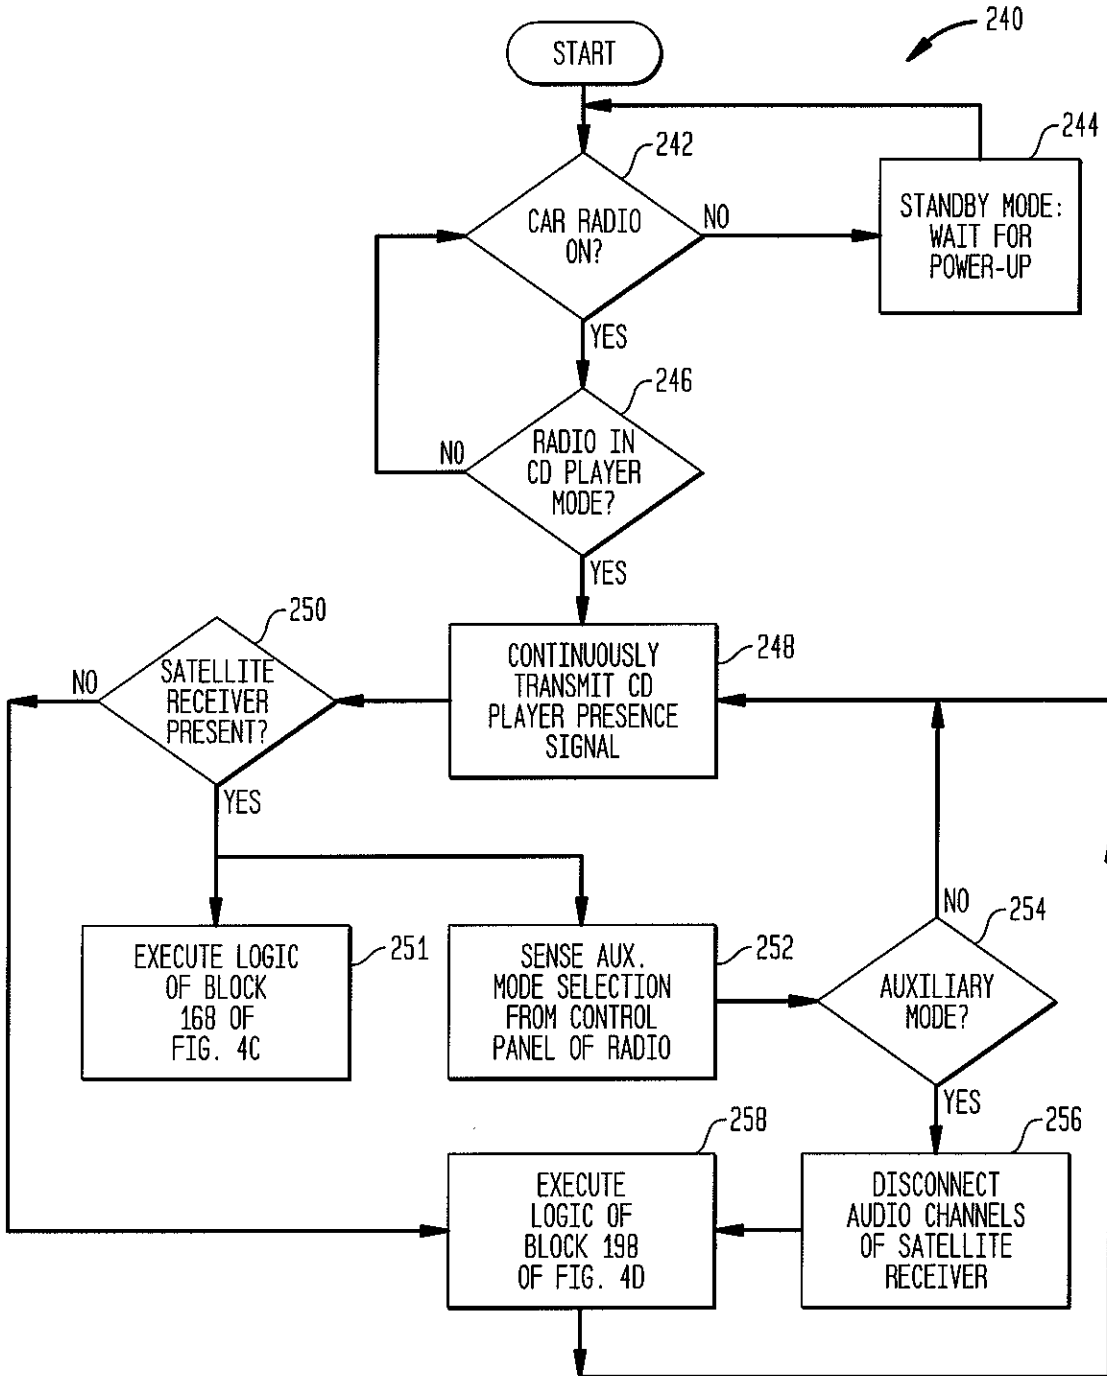 240
START
244
242
CAR RADIO
ON?
NO
STANDBY MODE:
WAIT FOR
POWER-UP
YES
246
RADIO IN
CD PLAYER
MODE?
NO
YES
250
SATELLITE
RECEIVER
PRESENT?
NO
CONTINUOUSLY
TRANSMIT CD
PLAYER PRESENCE
SIGNAL
248
YES
EXECUTE LOGIC
OF BLOCK
168 OF
FIG. 4C
251
SENSE AUX.
MODE SELECTION
FROM CONTROL
PANEL OF RADIO
252
NO
254
AUXILIARY
MODE?
YES
258
EXECUTE
LOGIC OF
BLOCK 198
OF FIG. 4D
256
DISCONNECT
AUDIO CHANNELS
OF SATELLITE
RECEIVER